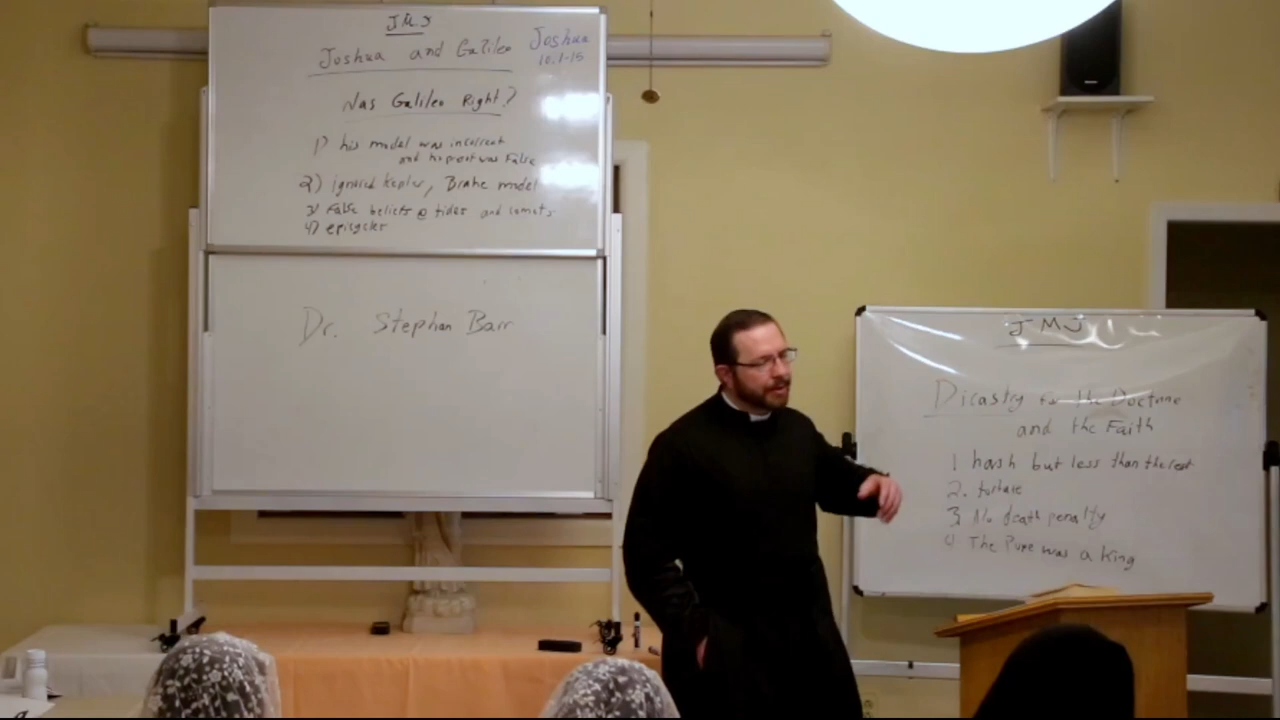 J.M.J
Joshua and Galileo
Joshua
10:1-15
Was Galileo Right?
1) his model was incorrect
and his proof was False
2) ignored Kepler, Brahe model
3) False beliefs @ tides and comets
4) epicycles
Dr. Stephan Barr
J M J
Dicastry for the Doctrine
and the Faith
1 harsh but less than the rest
2. torture
3. No death penalty
4 The Pope was a King